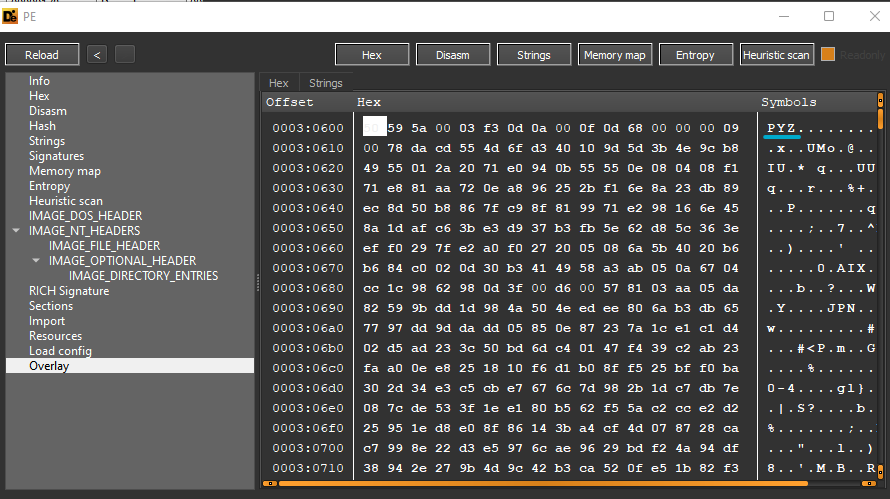 PE
Reload < Hex Disasm Strings Memory map Entropy Heuristic scan Readonly
Info
Hex
Disasm
Hash
Strings
Signatures
Memory map
Entropy
Heuristic scan
IMAGE_DOS_HEADER
IMAGE_NT_HEADERS
IMAGE_FILE_HEADER
IMAGE_OPTIONAL_HEADER
IMAGE_DIRECTORY_ENTRIES
RICH Signature
Sections
Import
Resources
Load config
Overlay
Hex Strings
Offset Hex Symbols
0003:0600 59 5a 00 03 f3 0d 0a 00 0f 0d 68 00 00 00 09 PYZ.........
0003:0610 00 78 da cd 55 4d 6f d3 40 10 9d 5d 3b 4e 9c b8 .x..UMo.@...
0003:0620 49 55 01 2a 20 71 e0 94 0b 55 55 0e 08 04 08 f1 IU.* q...UU
0003:0630 71 e8 81 aa 72 0e a8 96 25 2b f1 6e 8a 23 db 89 q...r...%+.
0003:0640 ec 8d 50 b8 86 7f c9 8f 81 99 71 e2 98 16 6e 45 ..P.......q
0003:0650 8a 1d af c6 3b e3 d9 37 b3 fb 5e 62 d8 5c 36 3e ....;..7..^
0003:0660 ef f0 29 7f e2 a0 f0 27 20 05 08 6a 5b 40 20 b6 ..)....' ..
0003:0670 b6 84 c0 02 0d 30 b3 41 49 58 a3 ab 05 0a 67 04 .....0.AIX.
0003:0680 cc 1c 98 62 98 0d 3f 00 d6 00 57 81 03 aa 05 da ...b..?...W
0003:0690 82 59 9b dd 1d 98 4a 50 4e ed ee 80 6a b3 db 65 .Y....JPN..
0003:06a0 77 97 dd 9d da dd 05 85 0e 87 23 7a 1c e1 c1 d4 w.........#
0003:06b0 02 d5 ad 23 3c 50 bd 6d c4 01 47 f4 39 c2 ab 23 ...#<P.m..G
0003:06c0 fa a0 0e e8 25 18 10 f6 d1 b0 8f f5 25 bf f0 ba ....%......
0003:06d0 30 2d 34 e3 c5 cb e7 67 6c 7d 98 2b 1d c7 db 7e 0-4....gl}.
0003:06e0 08 7c de 53 3f 1e e1 80 b5 62 f5 5a c2 cc e2 d2 .|.S?....b.
0003:06f0 25 95 1e d8 e0 8f 86 14 3b a4 cf 4d 07 87 28 ca %.......;..
0003:0700 c7 99 8e 22 d3 e5 97 6c ae 96 29 bd f2 4a 94 df ..."...l..)
0003:0710 38 94 2e 27 9b 4d 9c 42 b3 ca 52 0f e5 1b 82 f3 8..'.M.B..R